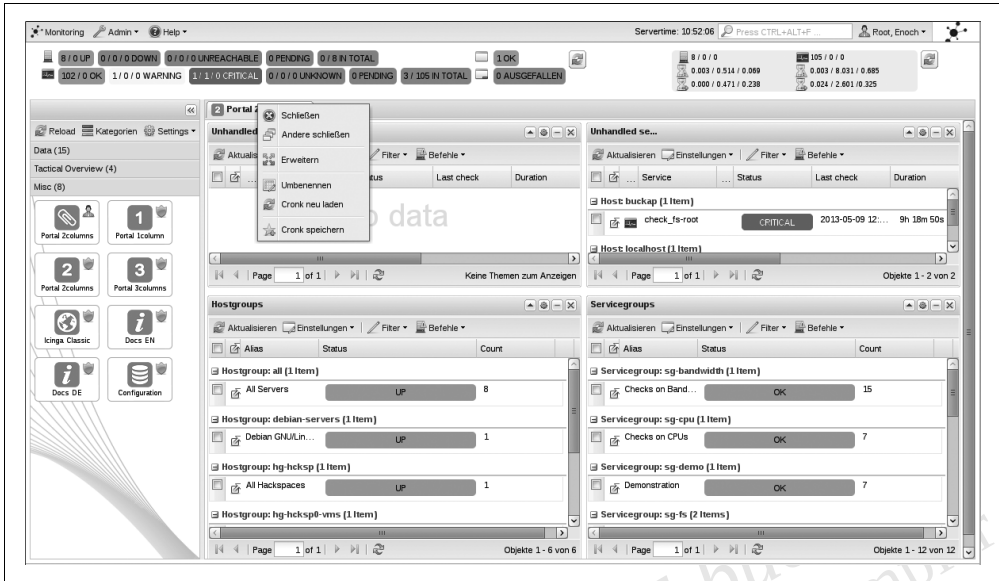 Monitoring Admin Help Servertime: 10:52:06 Press CTRL+ALT+F ... Root, Enoch
8 / 0 UP 0 / 0 / 0 DOWN 0 / 0 / 0 UNREACHABLE 0 PENDING 0 / 8 IN TOTAL 1 OK 8 / 0 / 0 105 / 0 / 0
0.003 / 0.514 / 0.069 0.003 / 8.031 / 0.685
102 / 0 OK 1 / 0 / 0 WARNING 1 / 1 / 0 CRITICAL 0 / 0 / 0 UNKNOWN 0 PENDING 3 / 105 IN TOTAL 0 AUSGEFALLEN 0.000 / 0.471 / 0.238 0.024 / 2.601 /0.325
Reload Kategorien Settings
Data (15)
Tactical Overview (4)
Misc (8)
Portal 2columns
1
Portal 1column
2
Portal 2columns
3
Portal 3columns
Icinga Classic
Docs EN
Docs DE
Configuration
2 Portal 2
Schließen
Andere schließen
Erweitern
Umbenennen
Cronk neu laden
Cronk speichern
Unhandled
Filter Befehle
... Last check Duration
data
Page 1 of 1 Keine Themen zum Anzeigen
Unhandled se...
Aktualisieren Einstellungen Filter Befehle
... Service ... Status Last check Duration
Host: buckap (1 Item)
check_fs-root CRITICAL 2013-05-09 12:... 9h 18m 50s
Host: localhost (1 Item)
Page 1 of 1 Objekte 1 - 2 von 2
Hostgroups
Aktualisieren Einstellungen Filter Befehle
Alias Status Count
Hostgroup: all (1 Item)
All Servers UP 8
Hostgroup: debian-servers (1 Item)
Debian GNU/Lin... UP 1
Hostgroup: hg-hcksp (1 Item)
All Hackspaces UP 1
Hostgroup: hg-hcksp0-vms (1 Item)
Page 1 of 1 Objekte 1 - 6 von 6
Servicegroups
Aktualisieren Einstellungen Filter Befehle
Alias Status Count
Servicegroup: sg-bandwidth (1 Item)
Checks on Band... OK 15
Servicegroup: sg-cpu (1 Item)
Checks on CPUs OK 7
Servicegroup: sg-demo (1 Item)
Demonstration OK 7
Servicegroup: sg-fs (2 Items)
Page 1 of 1 Objekte 1 - 12 von 12